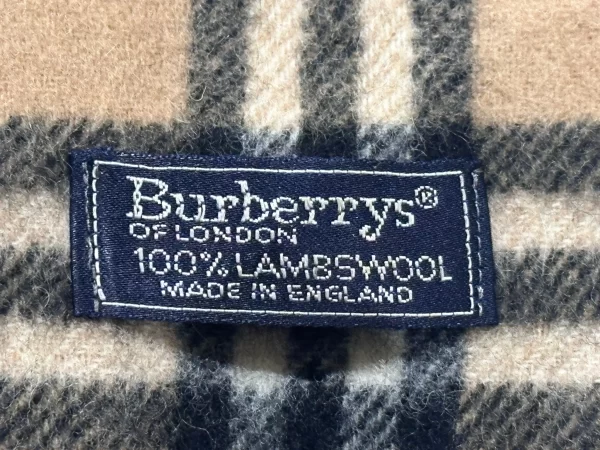 Burberrys®
OF LONDON
100% LAMBSWOOL
MADE IN ENGLAND